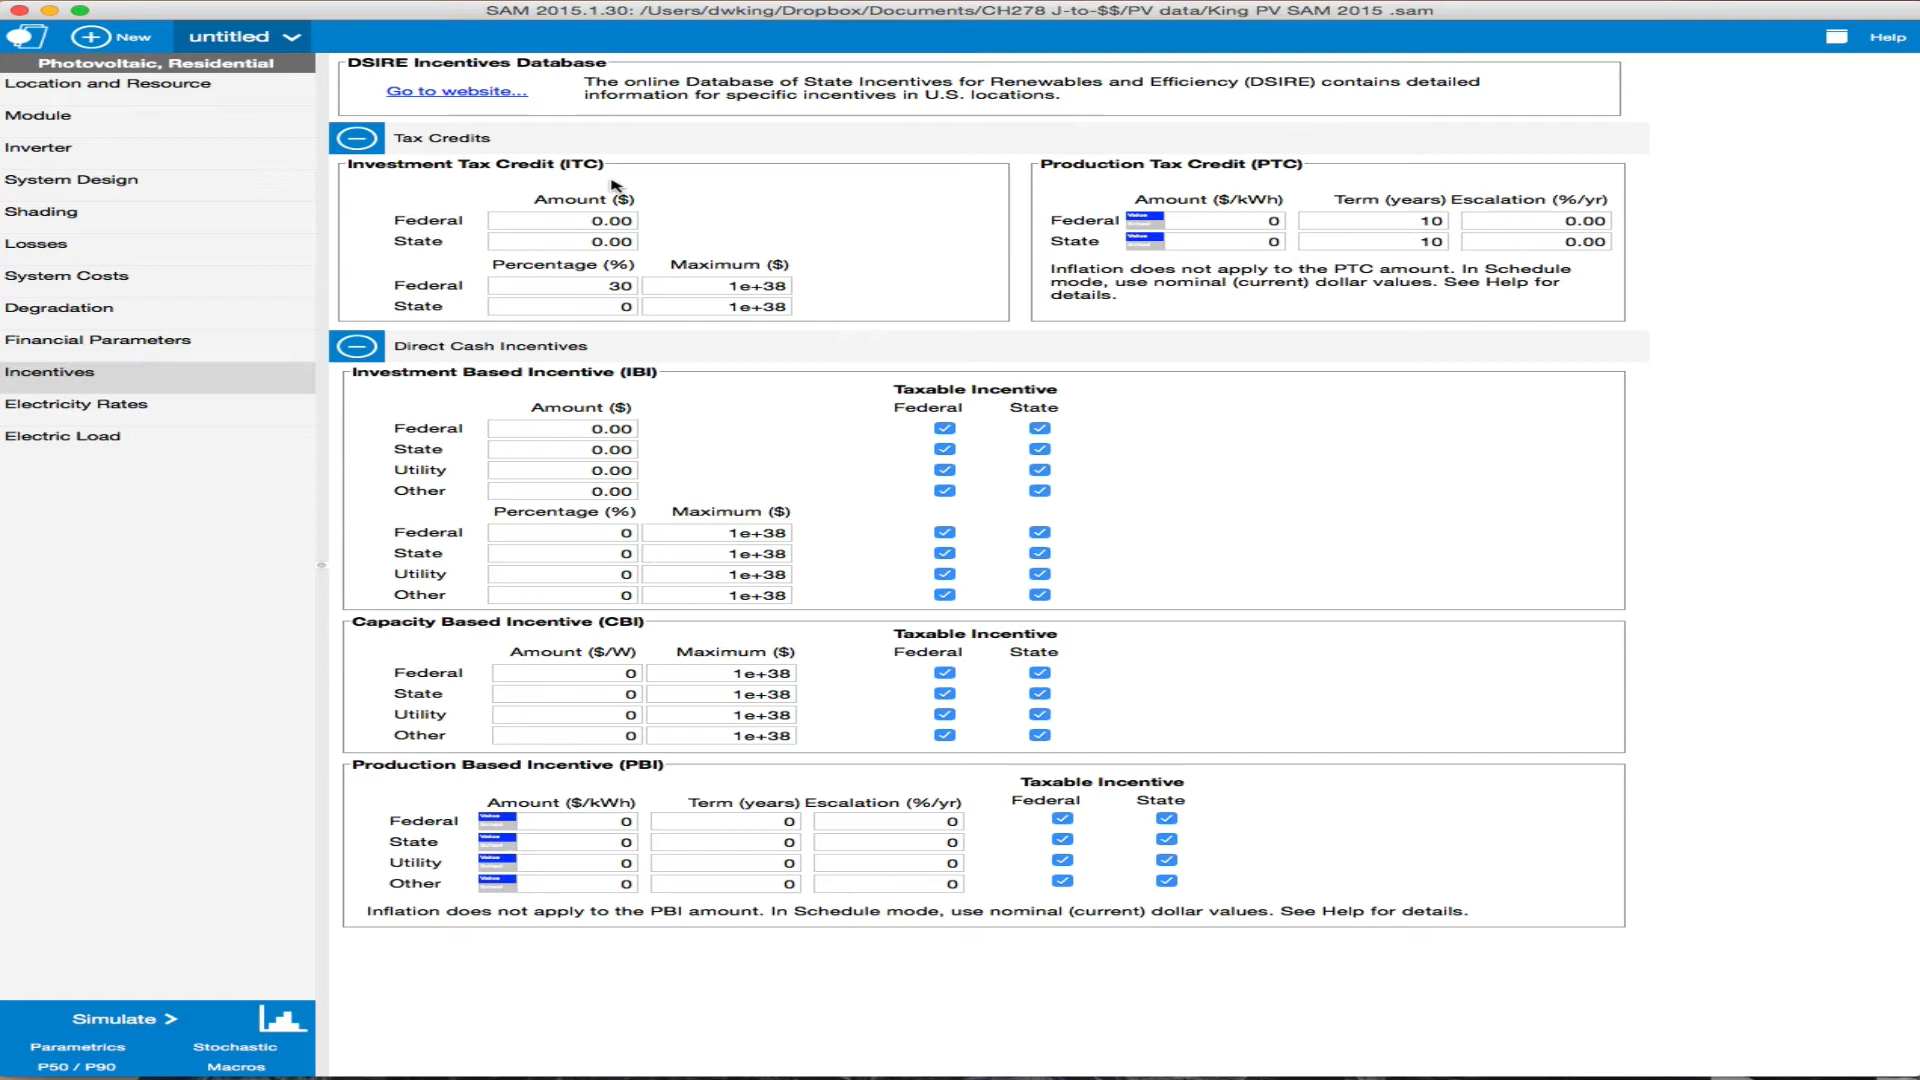 SAM 2015.1.30: /Users/dwking/Dropbox/Documents/CH278 J-to-$$/PV data/King PV SAM 2015 .sam
New untitled Help
Photovoltaic, Residential
Location and Resource
Module
Inverter
System Design
Shading
Losses
System Costs
Degradation
Financial Parameters
Incentives
Electricity Rates
Electric Load
Simulate >
Parametrics Stochastic
P50 / P90 Macros
DSIRE Incentives Database
Go to website... The online Database of State Incentives for Renewables and Efficiency (DSIRE) contains detailed
information for specific incentives in U.S. locations.
Tax Credits
Investment Tax Credit (ITC)
Amount ($)
Federal 0.00
State 0.00
Percentage (%) Maximum ($)
Federal 30 1e+38
State 0 1e+38
Production Tax Credit (PTC)
Amount ($/kWh) Term (years) Escalation (%/yr)
Federal Value 0 10 0.00
State Value 0 10 0.00
Inflation does not apply to the PTC amount. In Schedule
mode, use nominal (current) dollar values. See Help for
details.
Direct Cash Incentives
Investment Based Incentive (IBI)
Taxable Incentive
Amount ($) Federal State
Federal 0.00
State 0.00
Utility 0.00
Other 0.00
Percentage (%) Maximum ($)
Federal 0 1e+38
State 0 1e+38
Utility 0 1e+38
Other 0 1e+38
Capacity Based Incentive (CBI)
Taxable Incentive
Amount ($/W) Maximum ($) Federal State
Federal 0 1e+38
State 0 1e+38
Utility 0 1e+38
Other 0 1e+38
Production Based Incentive (PBI)
Taxable Incentive
Amount ($/kWh) Term (years) Escalation (%/yr) Federal State
Federal Value 0 0 0
State Value 0 0 0
Utility Value 0 0 0
Other Value 0 0 0
Inflation does not apply to the PBI amount. In Schedule mode, use nominal (current) dollar values. See Help for details.